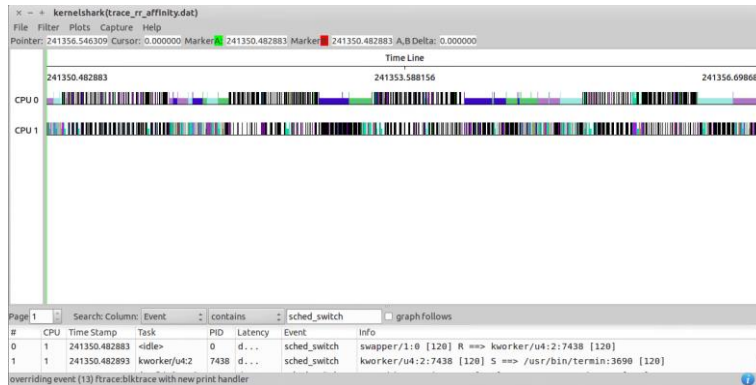 kernelshark(trace_rr_affinity.dat)
File Filter Plots Capture Help
Pointer: 241356.546309 Cursor: 0.000000 MarkerA: 241350.482883 MarkerB: 241350.482883 A,B Delta: 0.000000
Time Line
241350.482883 241353.588156 241356.69868
CPU 0
CPU 1
Page 1 Search: Column: Event contains sched_switch graph follows
# CPU Time Stamp Task PID Latency Event Info
0 1 241350.482883 <idle> 0 d... sched_switch swapper/1:0 [120] R ==> kworker/u4:2:7438 [120]
1 1 241350.482893 kworker/u4:2 7438 d... sched_switch kworker/u4:2:7438 [120] S ==> /usr/bin/termin:3690 [120]
overriding event (13) ftrace:blktrace with new print handler